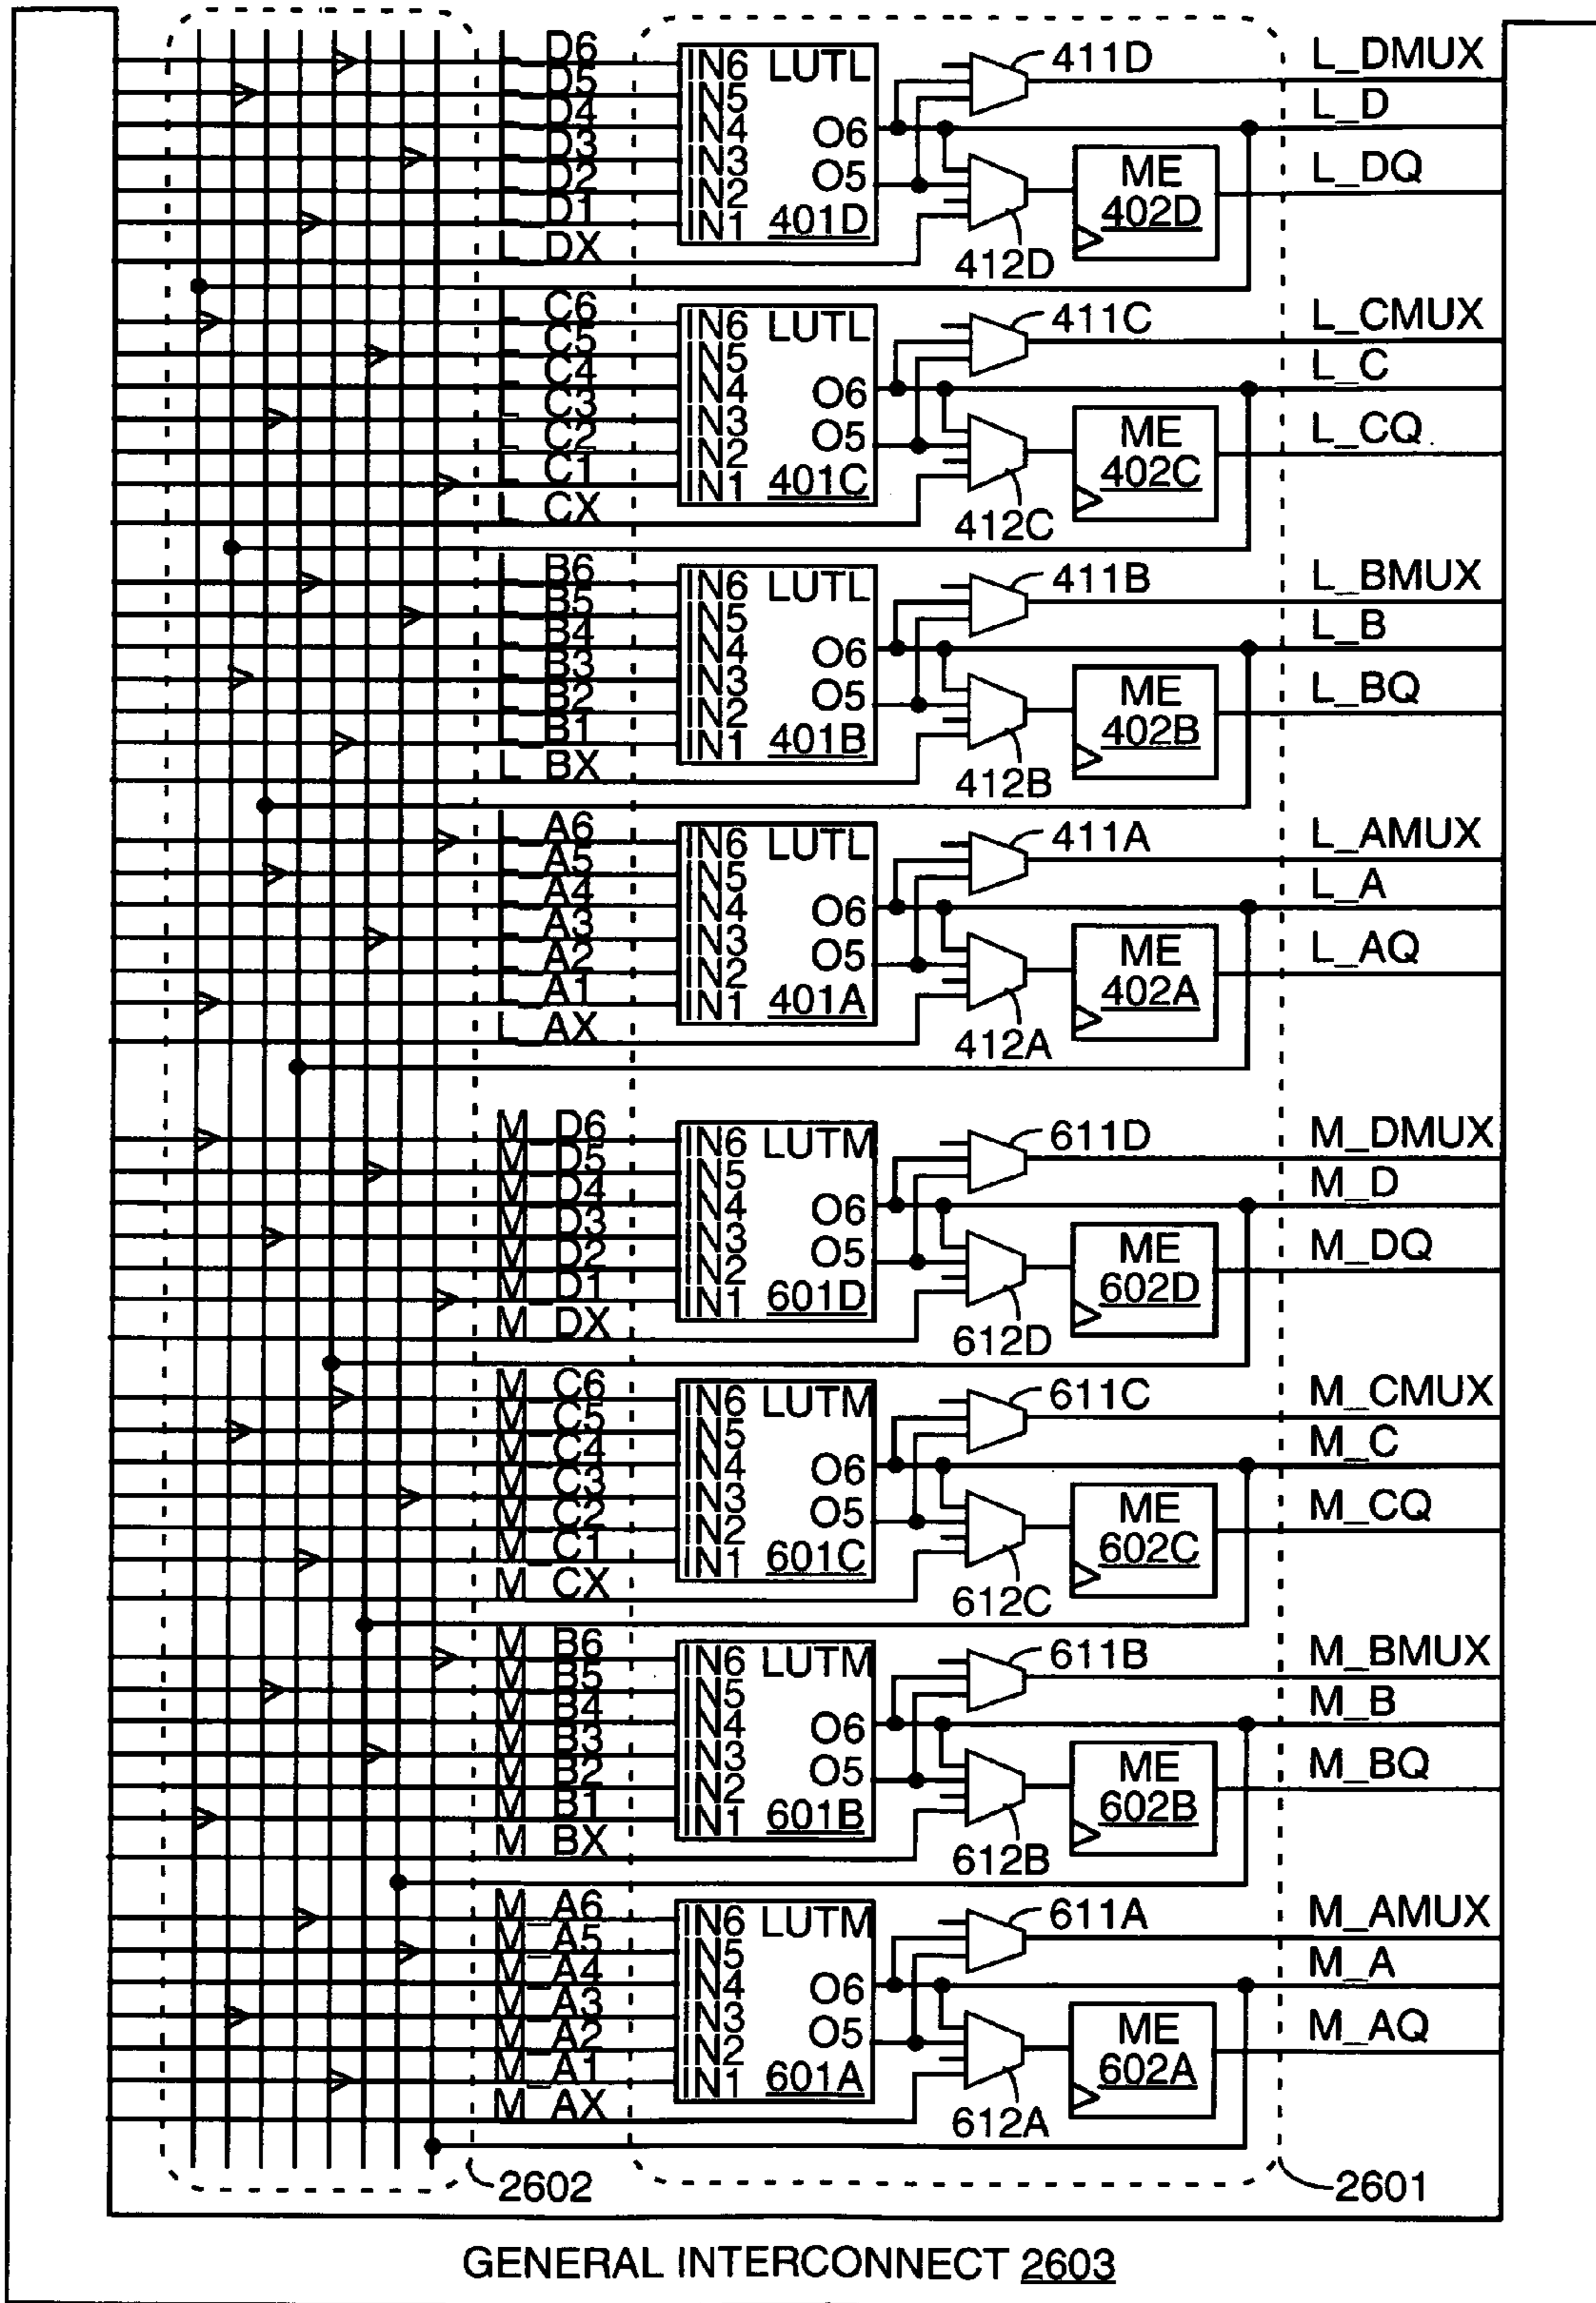 L_D6 IN6 LUTL 411D L_DMUX
L_D5 IN5 L_D
L_D4 IN4 O6
L_D3 IN3 ME L_DQ
L_D2 IN2 O5 402D
L_D1 IN1 401D
L_DX 412D
L_C6 IN6 LUTL 411C L_CMUX
L_C5 IN5 L_C
L_C4 IN4 O6
L_C3 IN3 ME L_CQ
L_C2 IN2 O5 402C
L_C1 IN1 401C
L_CX 412C
L_B6 IN6 LUTL 411B L_BMUX
L_B5 IN5 L_B
L_B4 IN4 O6
L_B3 IN3 ME L_BQ
L_B2 IN2 O5 402B
L_B1 IN1 401B
L_BX 412B
L_A6 IN6 LUTL 411A L_AMUX
L_A5 IN5 L_A
L_A4 IN4 O6
L_A3 IN3 ME L_AQ
L_A2 IN2 O5 402A
L_A1 IN1 401A
L_AX 412A
M_D6 IN6 LUTM 611D M_DMUX
M_D5 IN5 M_D
M_D4 IN4 O6
M_D3 IN3 ME M_DQ
M_D2 IN2 O5 602D
M_D1 IN1 601D
M_DX 612D
M_C6 IN6 LUTM 611C M_CMUX
M_C5 IN5 M_C
M_C4 IN4 O6
M_C3 IN3 ME M_CQ
M_C2 IN2 O5 602C
M_C1 IN1 601C
M_CX 612C
M_B6 IN6 LUTM 611B M_BMUX
M_B5 IN5 M_B
M_B4 IN4 O6
M_B3 IN3 ME M_BQ
M_B2 IN2 O5 602B
M_B1 IN1 601B
M_BX 612B
M_A6 IN6 LUTM 611A M_AMUX
M_A5 IN5 M_A
M_A4 IN4 O6
M_A3 IN3 ME M_AQ
M_A2 IN2 O5 602A
M_A1 IN1 601A
M_AX 612A
2602 2601
GENERAL INTERCONNECT 2603